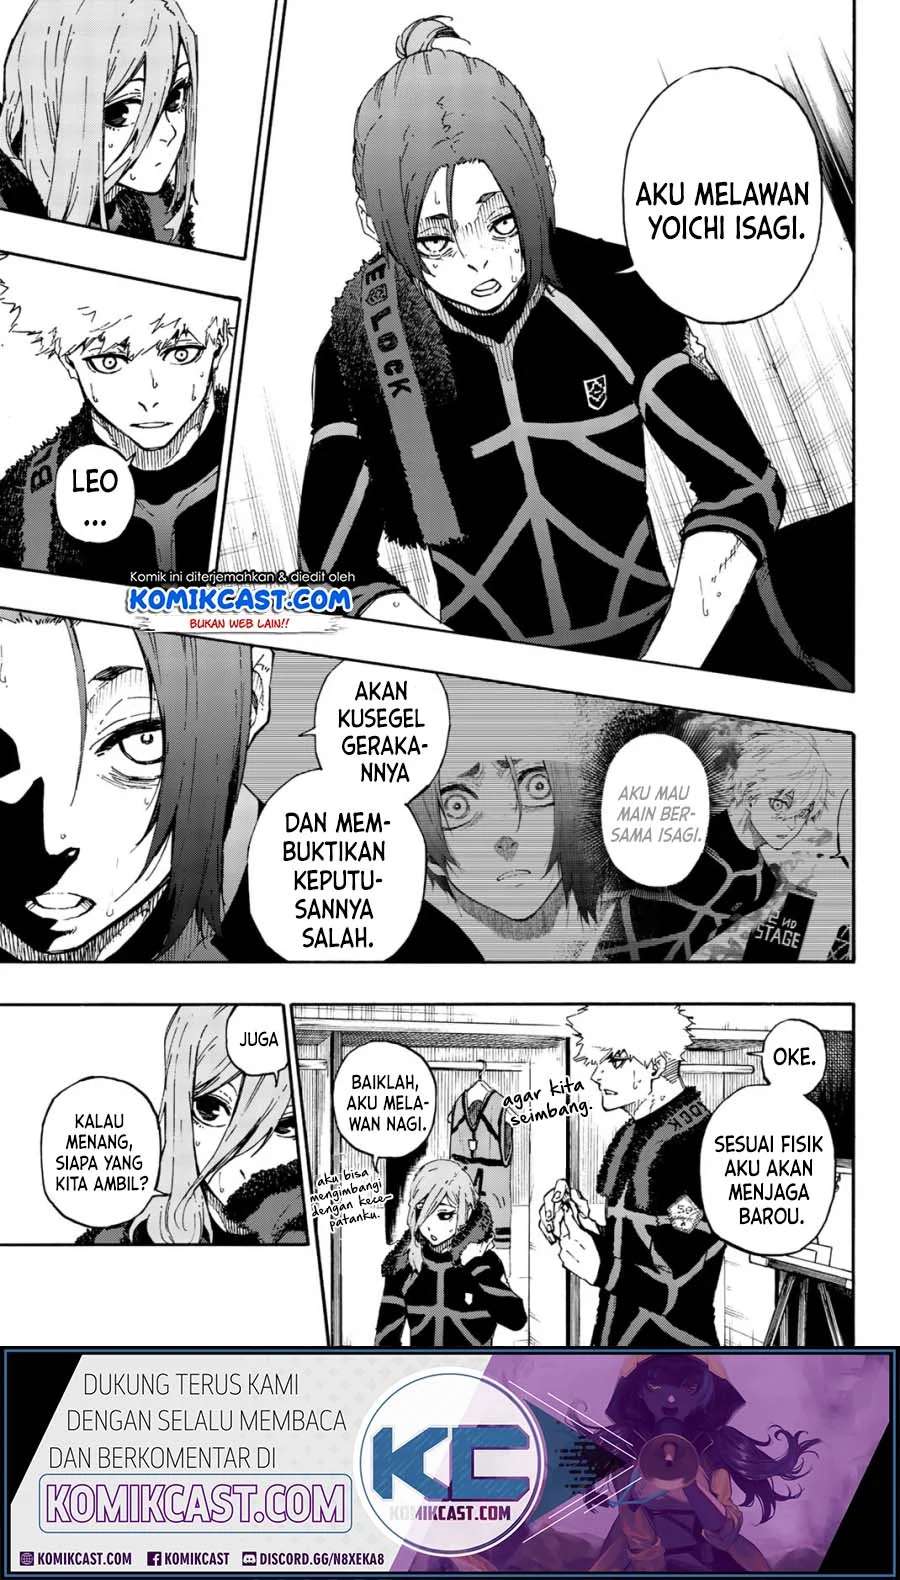 AKU MELAWAN
YOICHI ISAGI.
E LOCK
LEO
...
B
Komik ini diterjemahkan & diedit oleh
KOMIKCAST.COM
BUKAN WEB LAIN!!
AKU MAU
MAIN BER-
SAMA ISAGI.
2ND
STAGE
AKAN
KUSEGEL
GERAKA-
NNYA
DAN MEM-
BUKTIKAN
KEPUTU-
SANNYA
SALAH.
OKE.
SESUAI FISIK
AKU AKAN
MENJAGA
BAROU.
agar kita
seimbang.
LOCK
BAIKLAH,
AKU MELA-
WAN NAGI.
aku bisa
mengimbangi
dengan kece-
patanku.
JUGA
KALAU
MENANG,
SIAPA YANG
KITA AMBIL?
DUKUNG TERUS KAMI
DENGAN SELALU MEMBACA
DAN BERKOMENTAR DI
KOMIKCAST.COM
KC
KOMIKCAST.COM
KOMIKCAST.COM KOMIKCAST DISCORD.GG/N8XEKA8